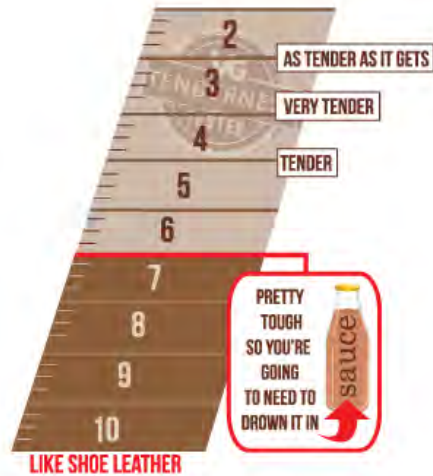 2
AS TENDER AS IT GETS
3
VERY TENDER
4
TENDER
5
6
7
8
9
10
PRETTY
TOUGH
SO YOU'RE
GOING
TO NEED TO
DROWN IT IN
sauce
LIKE SHOE LEATHER